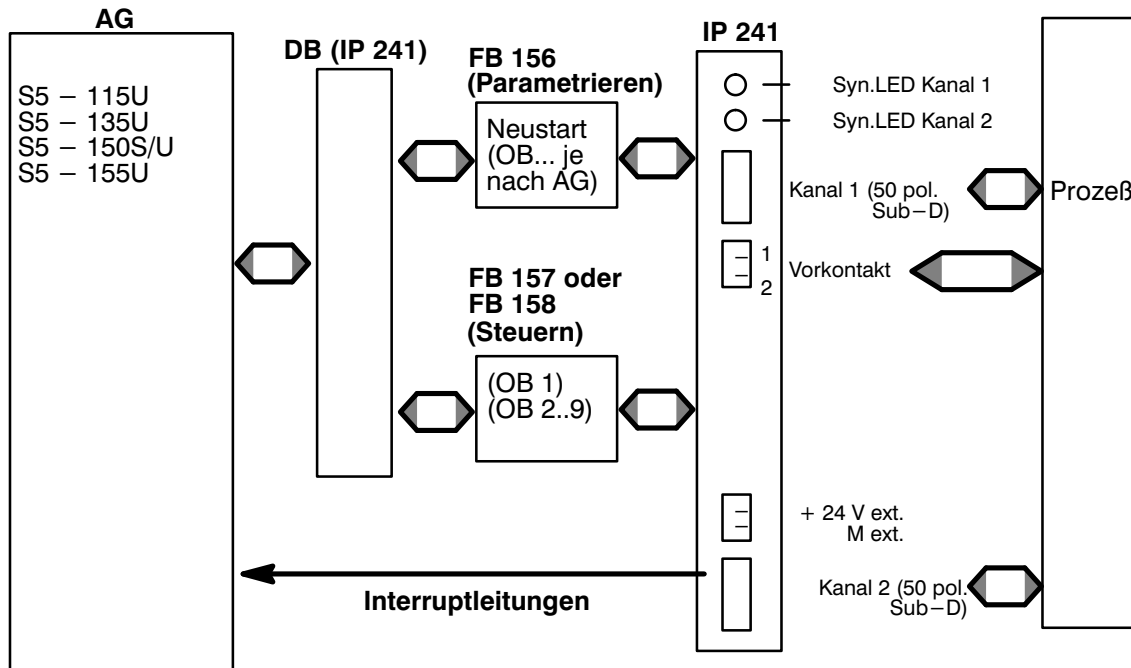 AG
S5 – 115U
S5 – 135U
S5 – 150S/U
S5 – 155U
DB (IP 241)
FB 156
(Parametrieren)
Neustart
(OB... je
nach AG)
FB 157 oder
FB 158
(Steuern)
(OB 1)
(OB 2..9)
Interruptleitungen
IP 241
Syn.LED Kanal 1
Syn.LED Kanal 2
Kanal 1 (50 pol.
Sub–D)
1
Vorkontakt
2
+ 24 V ext.
M ext.
Kanal 2 (50 pol.
Sub–D)
Prozeß